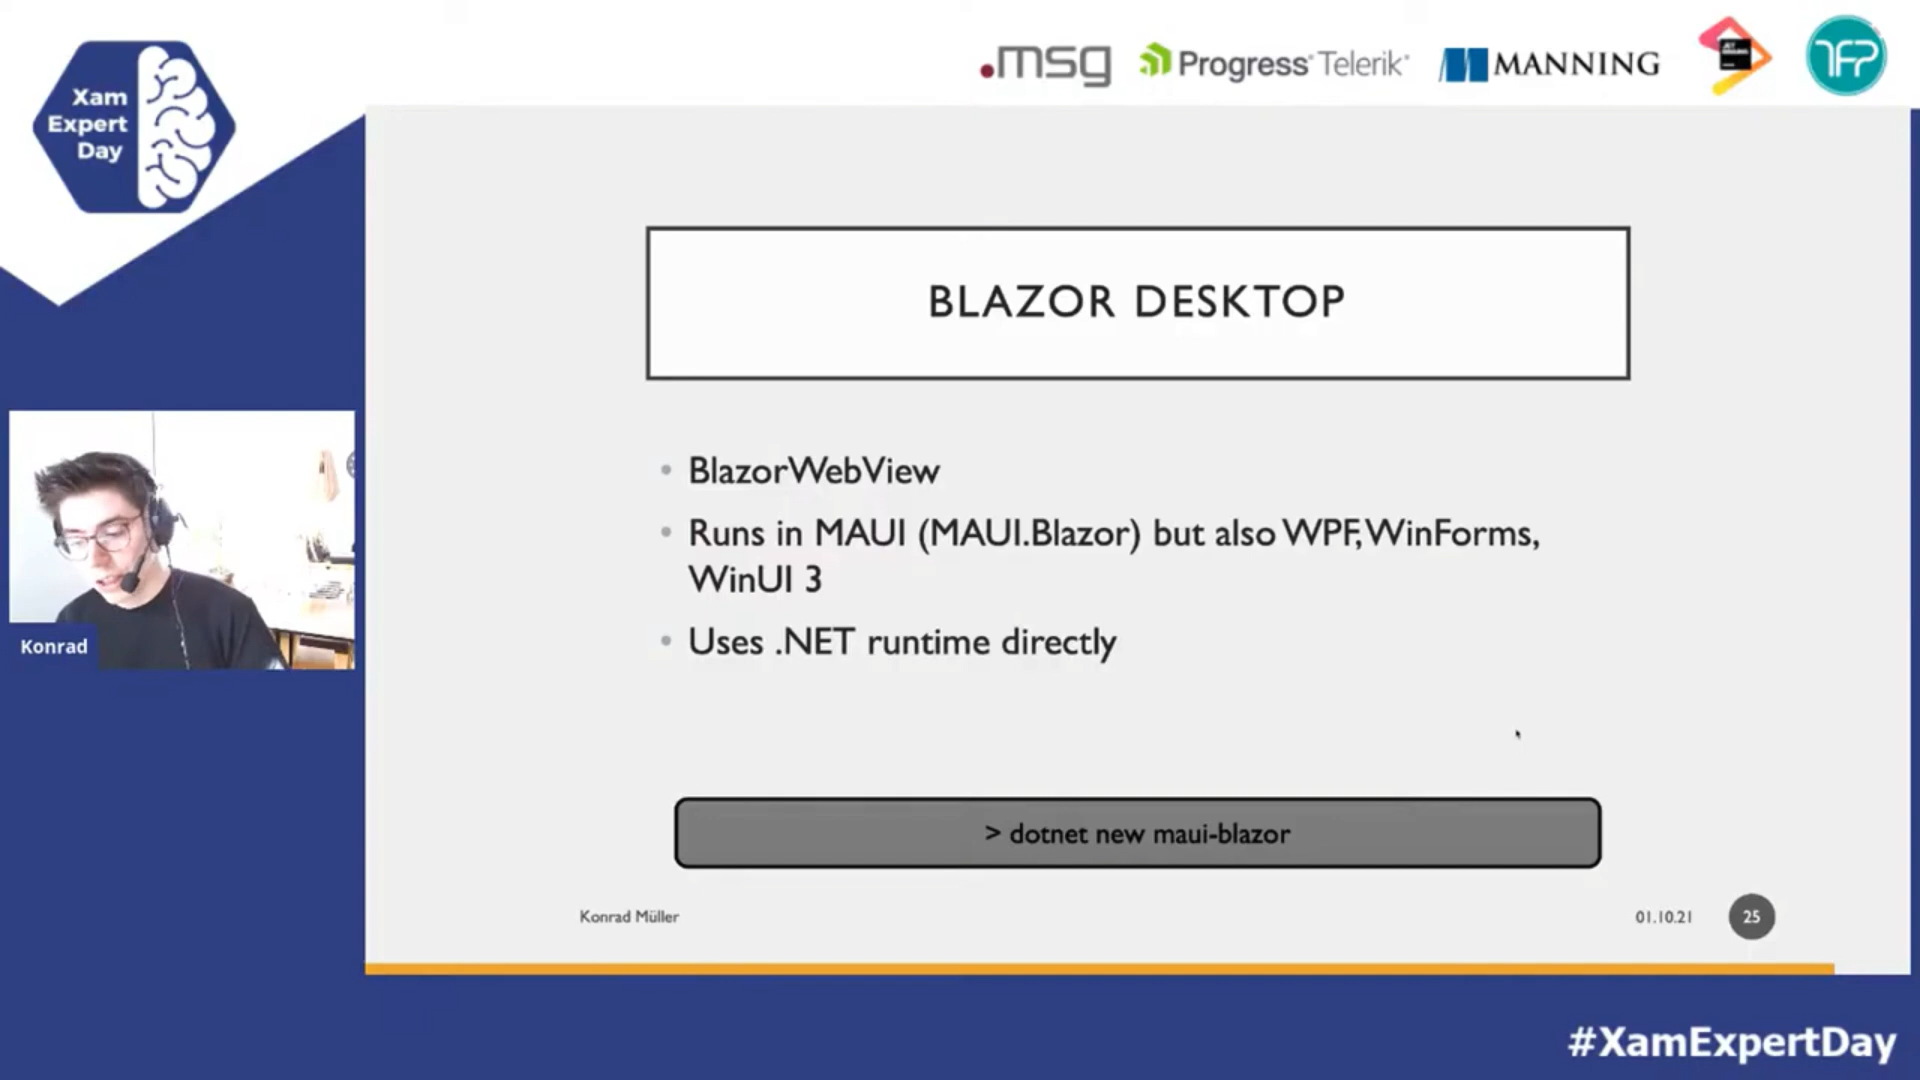 Xam
Expert
Day
.msg
Progress Telerik
MANNING
BLAZOR DESKTOP
BlazorWebView
Runs in MAUI (MAUI.Blazor) but also WPF, WinForms,
WinUI 3
Uses .NET runtime directly
Konrad
> dotnet new maui-blazor
Konrad Müller
01.10.21
25
#XamExpertDay